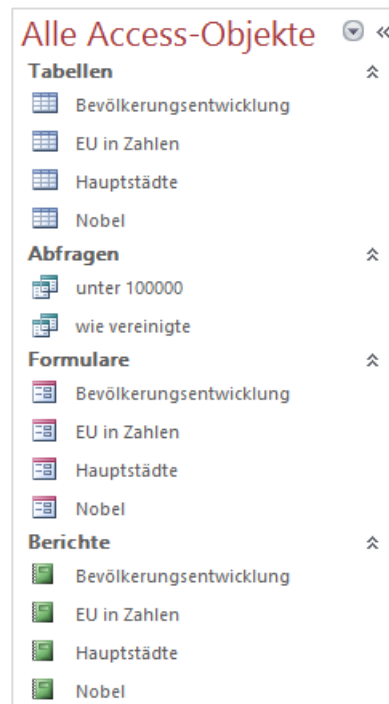 Alle Access-Objekte
Tabellen
Bevölkerungsentwicklung
EU in Zahlen
Hauptstädte
Nobel
Abfragen
unter 100000
wie vereinigte
Formulare
Bevölkerungsentwicklung
EU in Zahlen
Hauptstädte
Nobel
Berichte
Bevölkerungsentwicklung
EU in Zahlen
Hauptstädte
Nobel